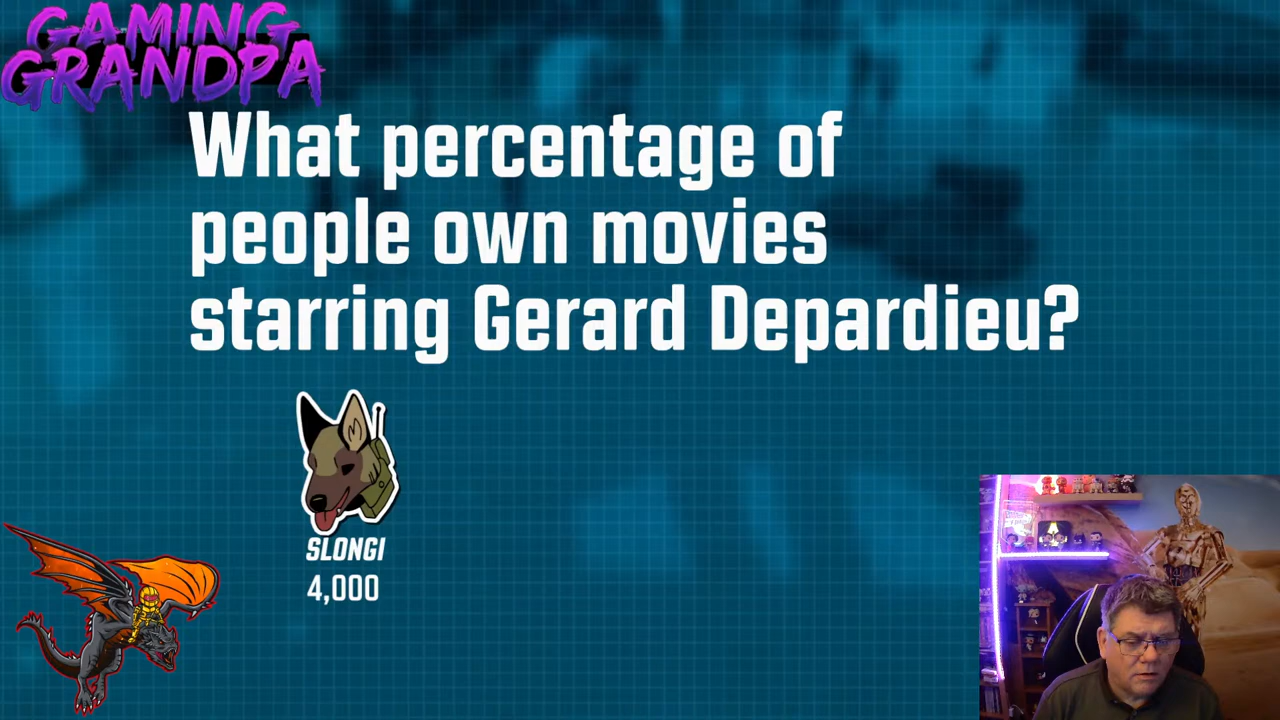 GAMING
GRANDPA
What percentage of
people own movies
starring Gerard Depardieu?
SLONGI
4,000